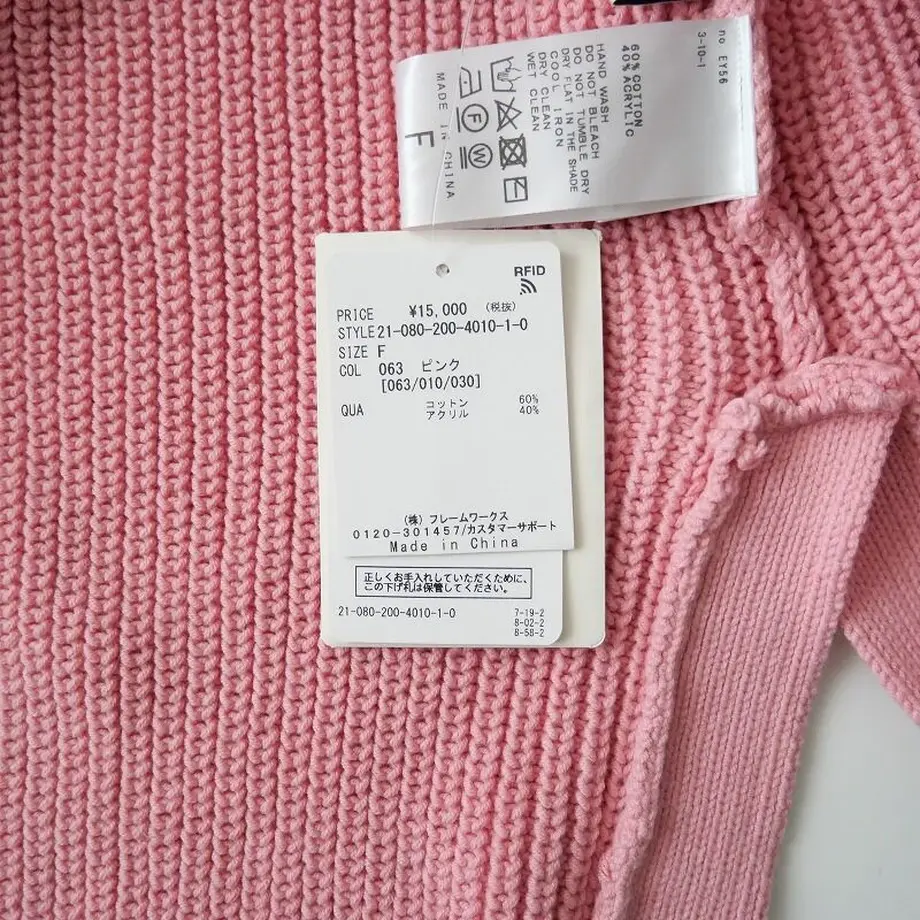 no EY56
3-10-1
60% COTTON
40% ACRYLIC
HAND WASH
DO NOT BLEACH
DO NOT TUMBLE DRY
DRY FLAT IN THE SHADE
COOL IRON
DRY CLEAN
WET CLEAN
F W
MADE IN CHINA
F
RFID
PRICE ¥15,000 (税抜)
STYLE 21-080-200-4010-1-0
SIZE F
COL 063 ピンク
[063/010/030]
QUA コットン 60%
アクリル 40%
(株) フレームワークス
0120-301457/カスタマーサポート
Made in China
正しくお手入れしていただくために、
この下げ札は保管してください。
21-080-200-4010-1-0
7-19-2
8-02-2
8-58-2